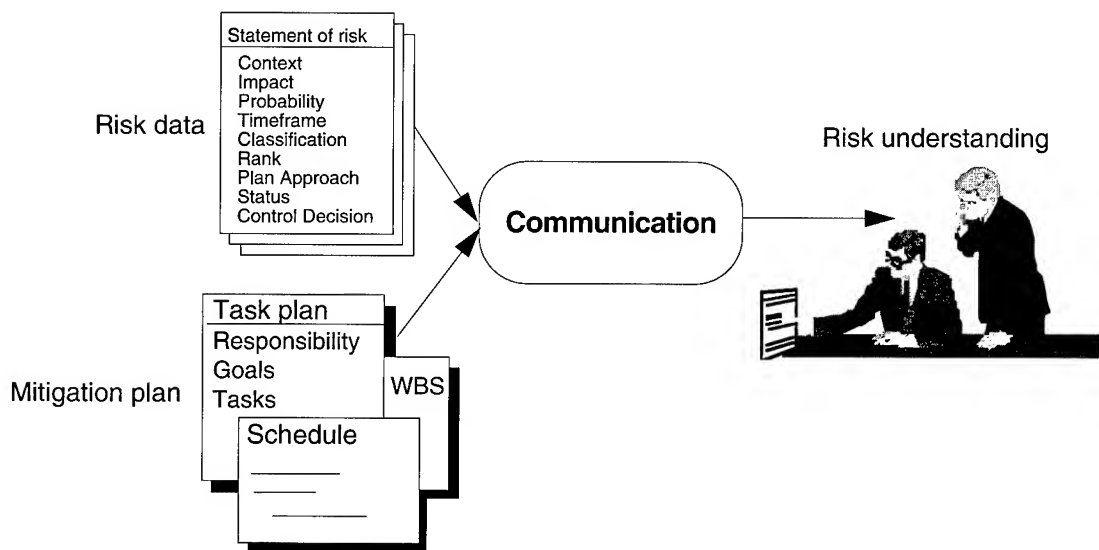 Statement of risk
Context
Impact
Probability
Timeframe
Classification
Rank
Plan Approach
Status
Control Decision
Risk data
Communication
Risk understanding
Mitigation plan
Task plan
Responsibility
Goals
Tasks
WBS
Schedule